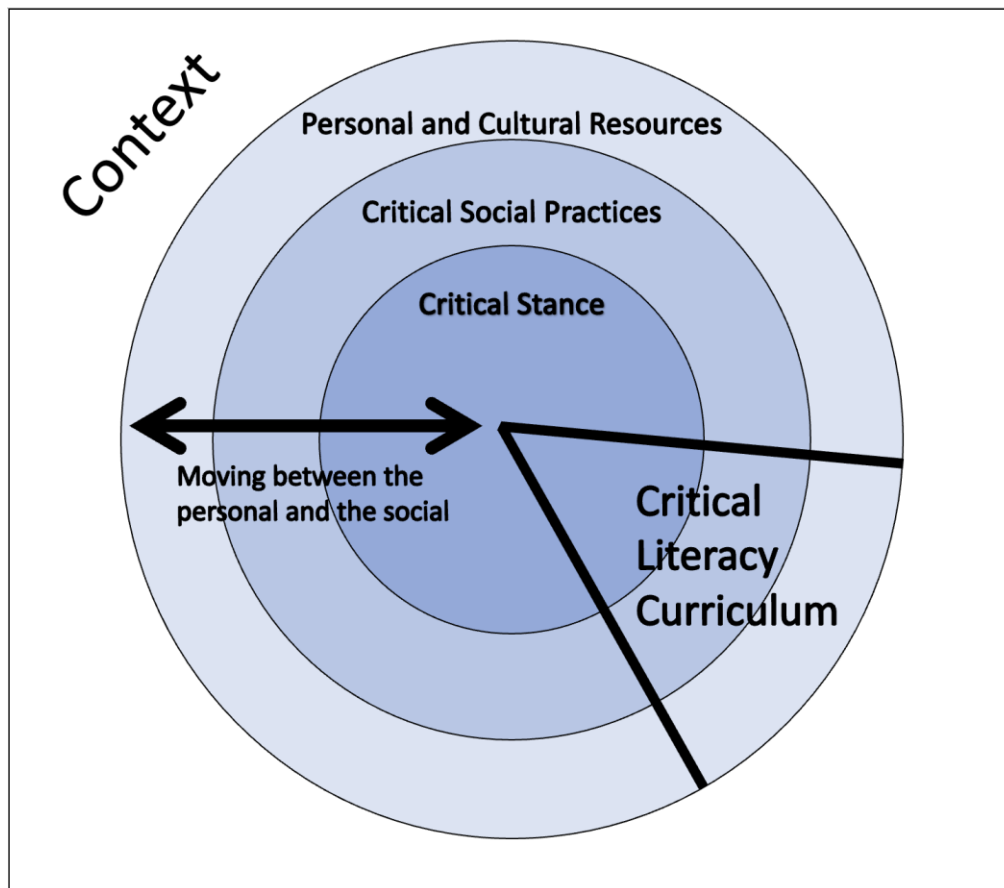 Context
Personal and Cultural Resources
Critical Social Practices
Critical Stance
Moving between the
personal and the social
Critical
Literacy
Curriculum